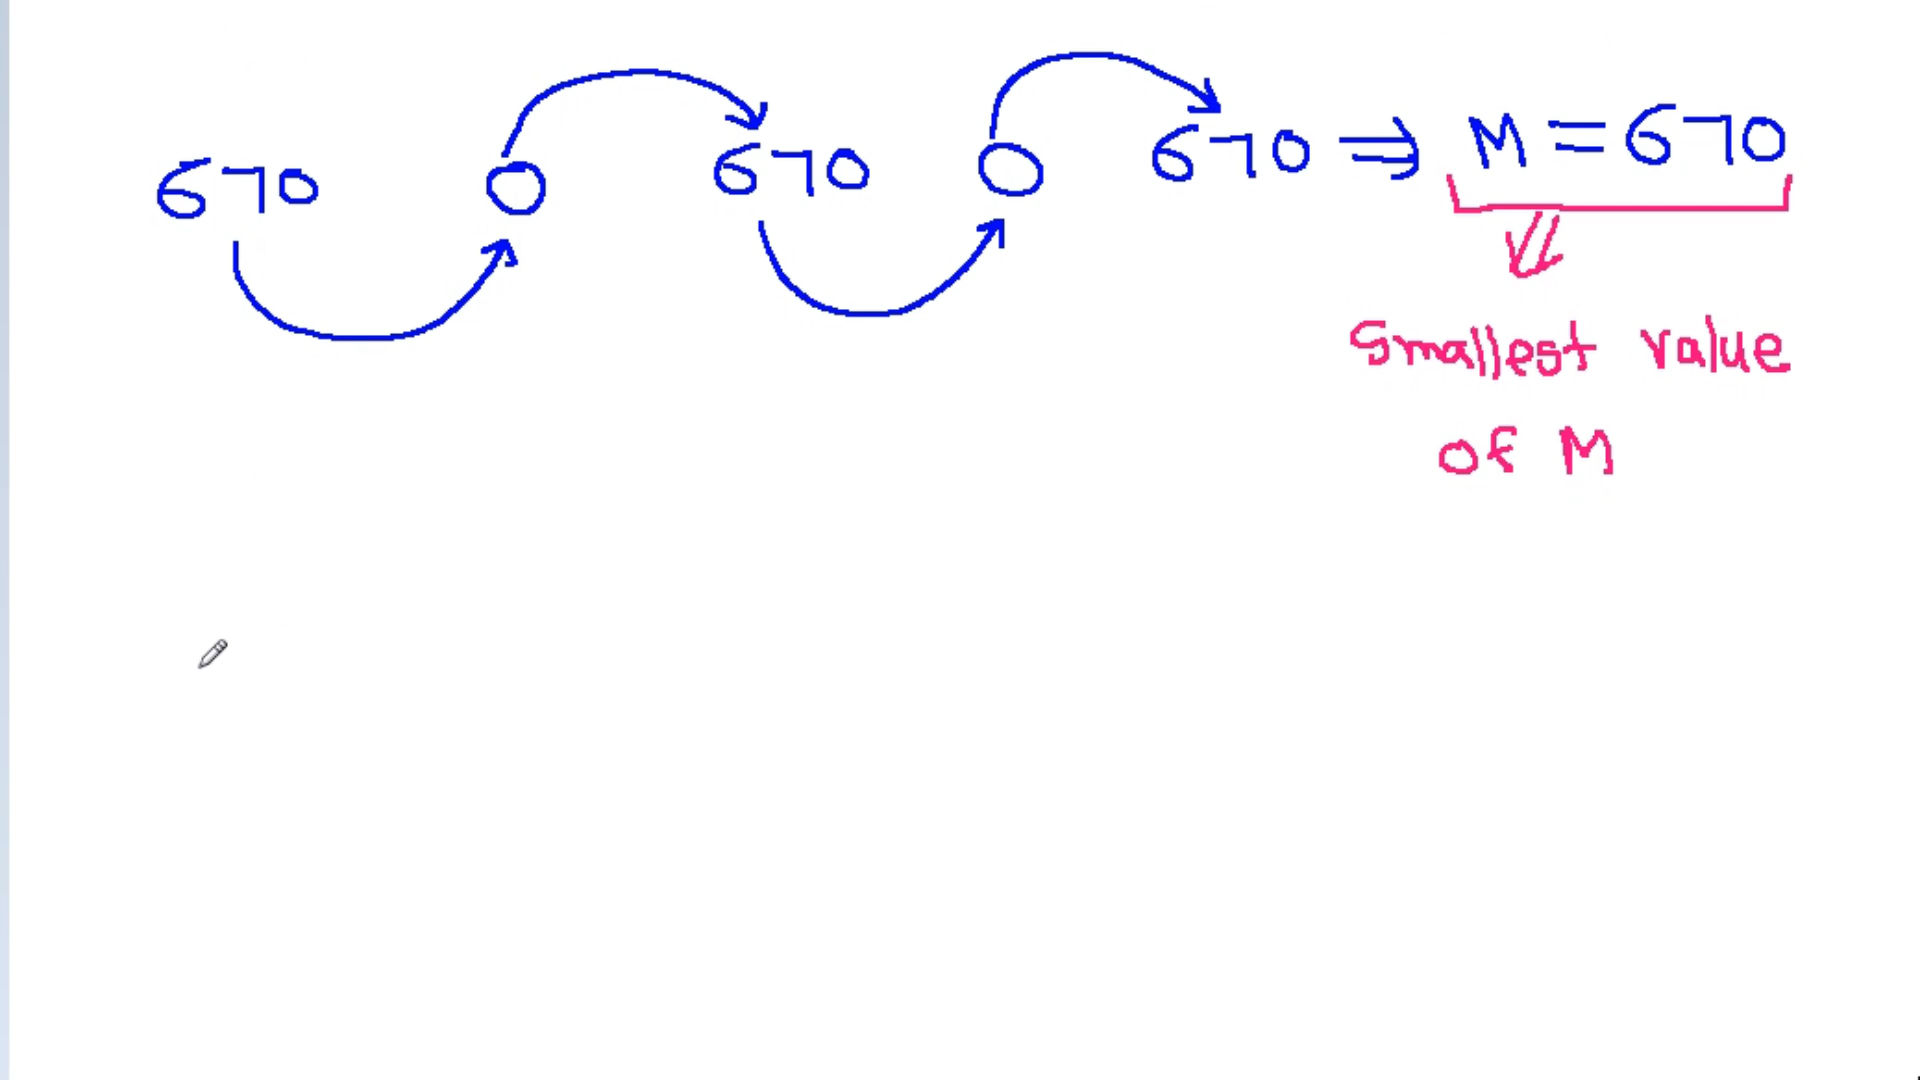 670 0 670 0 670 ⇒ M = 670
Smallest value
of M